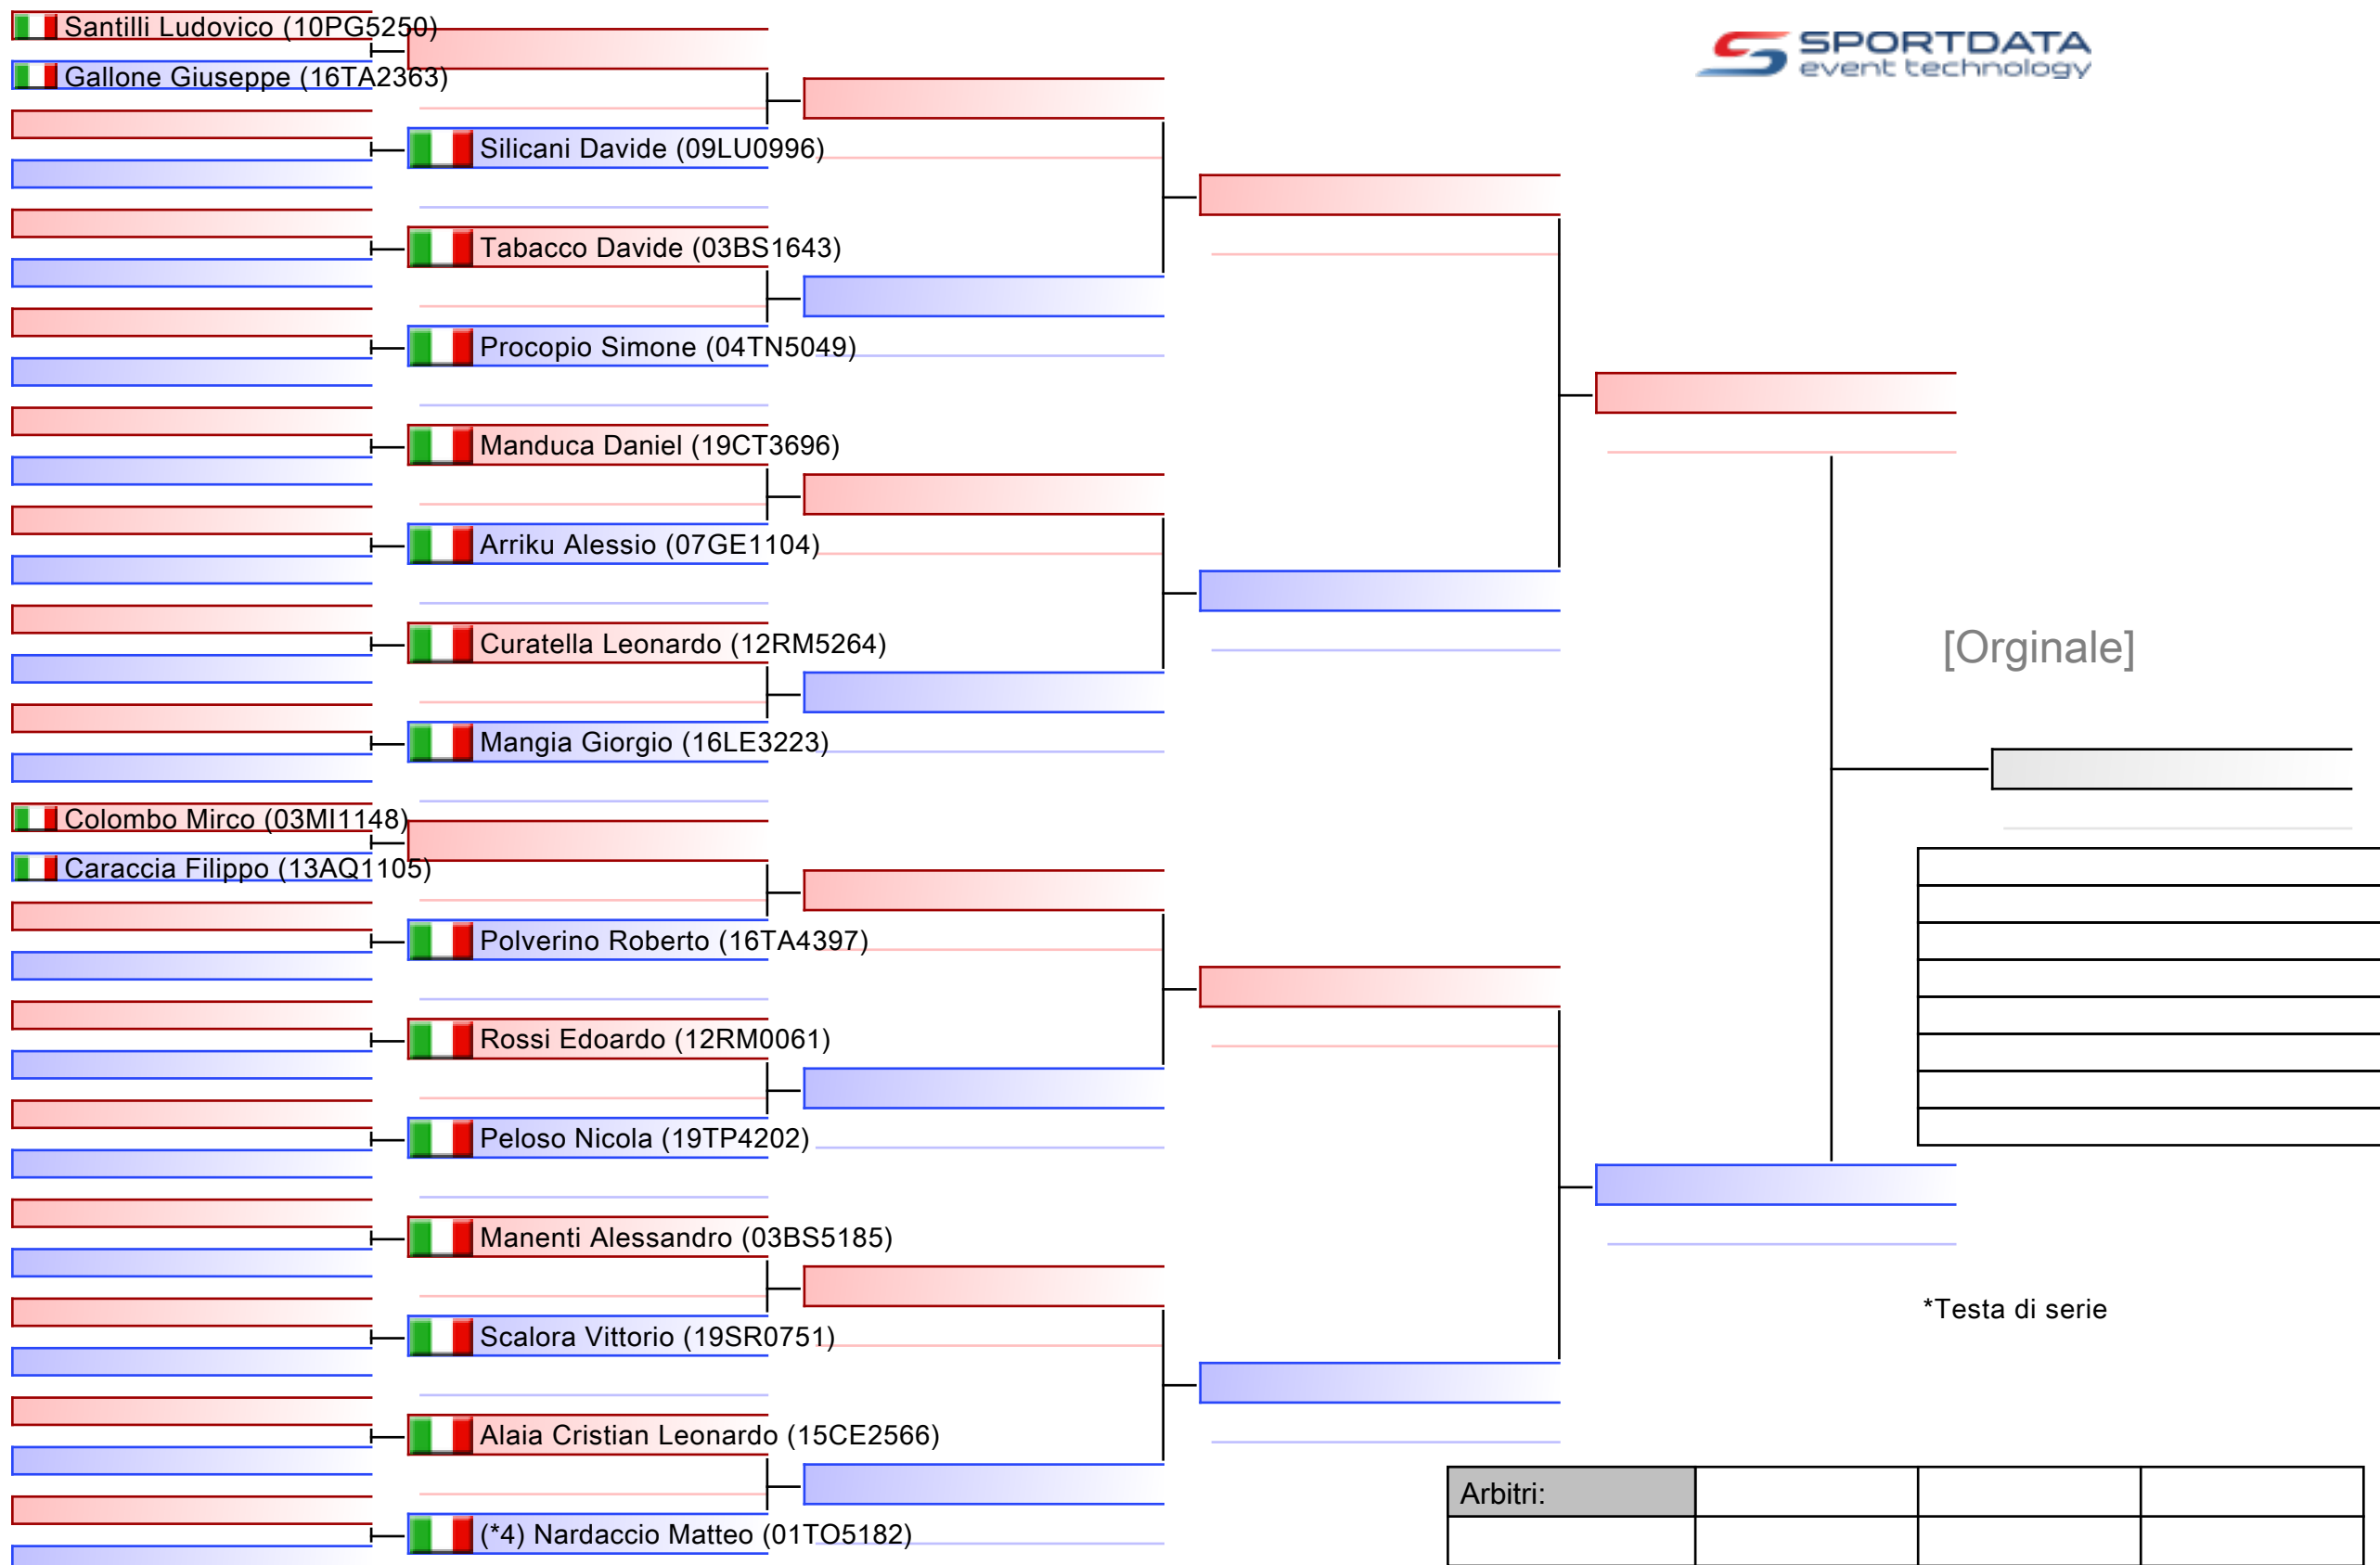 Santilli Ludovico (10PG5250)
SPORTDATA
event technology
Gallone Giuseppe (16TA2363)
Silicani Davide (09LU0996)
Tabacco Davide (03BS1643)
Procopio Simone (04TN5049)
Manduca Daniel (19CT3696)
Arriku Alessio (07GE1104)
Curatella Leonardo (12RM5264)
[Orginale]
Mangia Giorgio (16LE3223)
Colombo Mirco (03MI1148)
Caraccia Filippo (13AQ1105)
Polverino Roberto (16TA4397)
Rossi Edoardo (12RM0061)
Peloso Nicola (19TP4202)
Manenti Alessandro (03BS5185)
*Testa di serie
Scalora Vittorio (19SR0751)
Alaia Cristian Leonardo (15CE2566)
Arbitri:
(*4) Nardaccio Matteo (01TO5182)